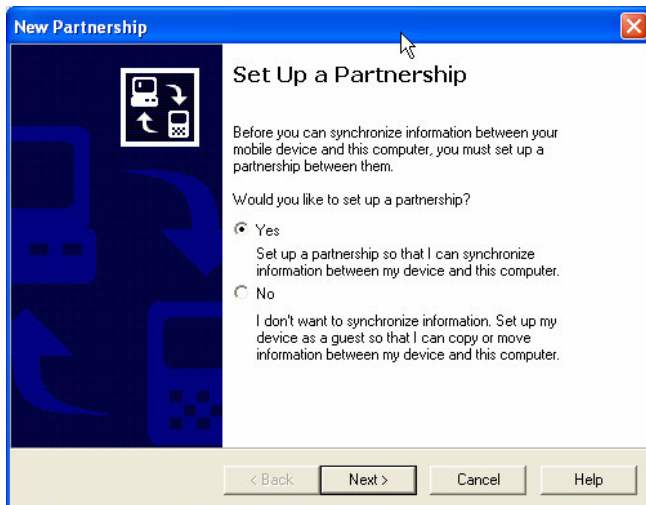 New Partnership
Set Up a Partnership
Before you can synchronize information between your
mobile device and this computer, you must set up a
partnership between them.
Would you like to set up a partnership?
Yes
Set up a partnership so that I can synchronize
information between my device and this computer.
No
I don't want to synchronize information. Set up my
device as a guest so that I can copy or move
information between my device and this computer.
< Back Next > Cancel Help